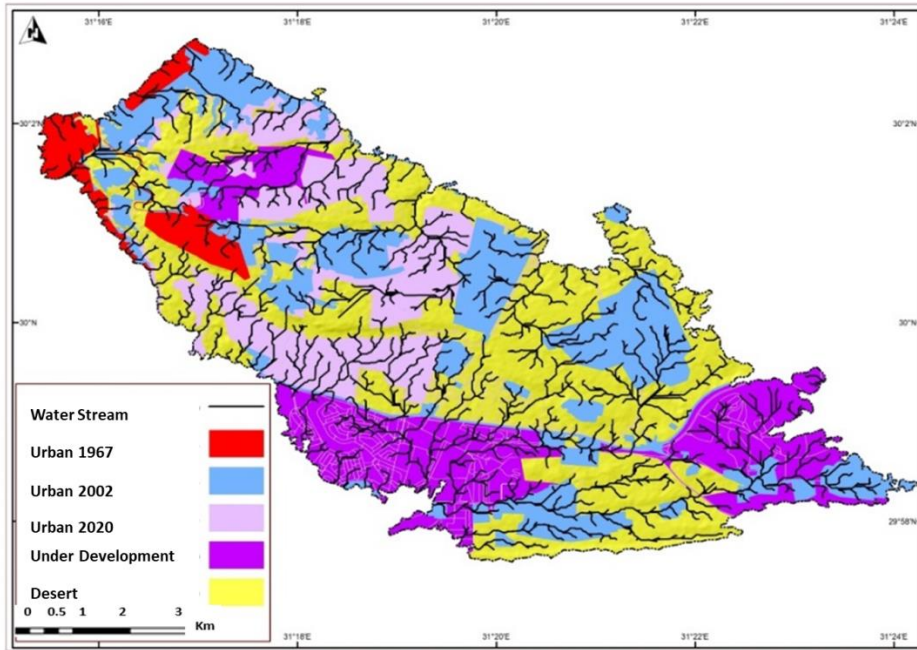 31°16'E 31°18'E 31°20'E 31°22'E 31°24'E
30°2'N 30°2'N
30°N 30°N
29°58'N
Water Stream
Urban 1967
Urban 2002
Urban 2020
Under Development
Desert
0 0.5 1 2 3
Km
31°18'E 31°20'E 31°22'E 31°24'E